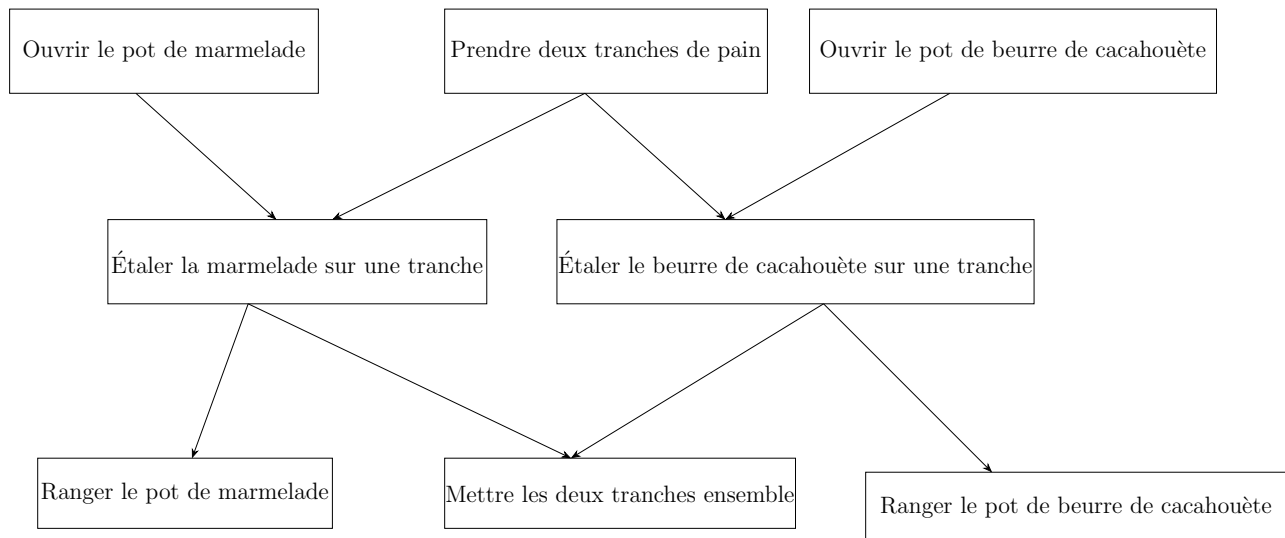 Ouvrir le pot de marmelade
Prendre deux tranches de pain
Ouvrir le pot de beurre de cacahouète
Étaler la marmelade sur une tranche
Étaler le beurre de cacahouète sur une tranche
Ranger le pot de marmelade
Mettre les deux tranches ensemble
Ranger le pot de beurre de cacahouète